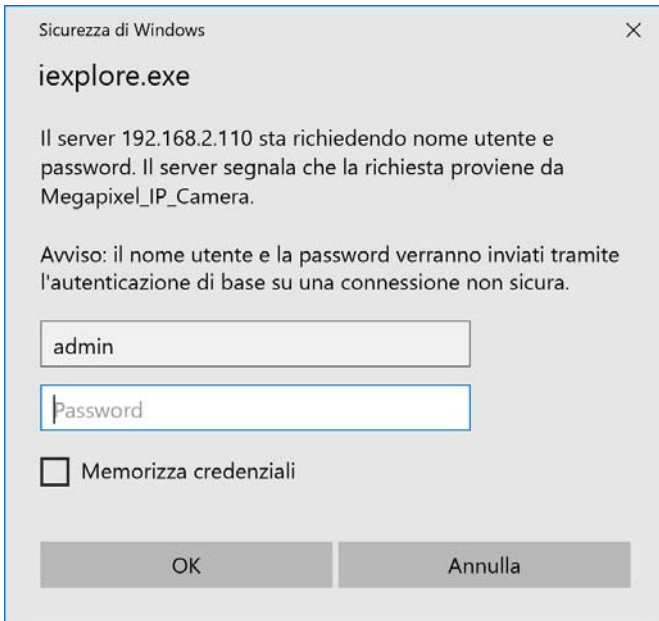 Sicurezza di Windows
iexplore.exe
Il server 192.168.2.110 sta richiedendo nome utente e
password. Il server segnala che la richiesta proviene da
Megapixel_IP_Camera.
Avviso: il nome utente e la password verranno inviati tramite
l'autenticazione di base su una connessione non sicura.
admin
Password
Memorizza credenziali
OK
Annulla